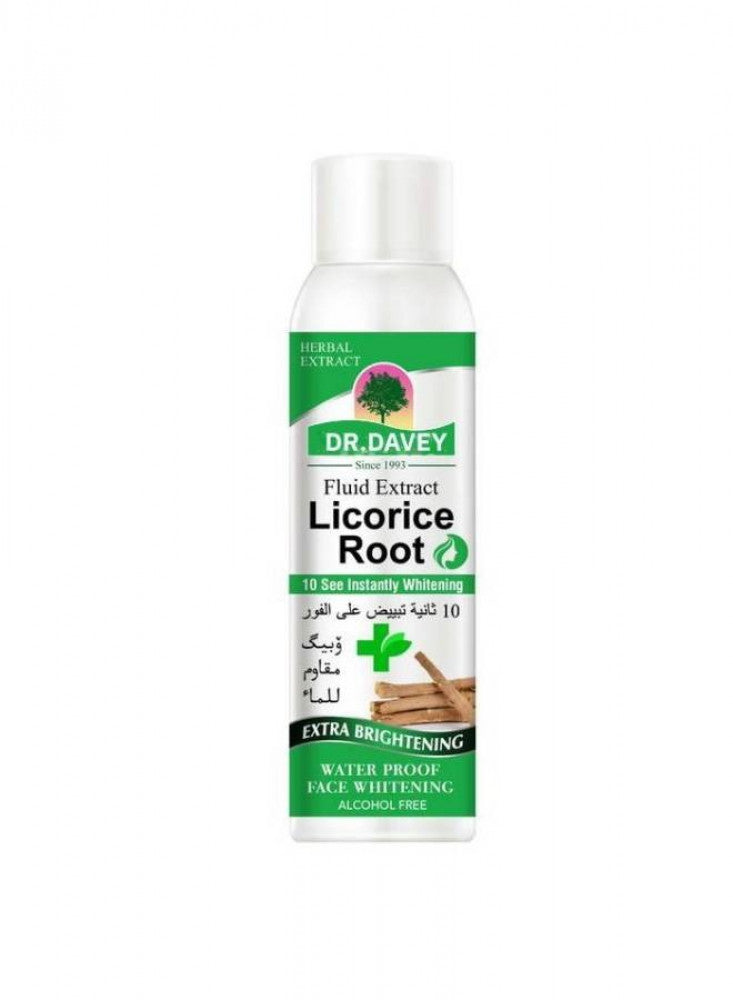 HERBAL
EXTRACT
DR.DAVEY
Since 1993
Fluid Extract
Licorice
Root
10 See Instantly Whitening
10 ثانية تبييض على الفور
ۆبيگ
مقاوم
للماء
EXTRA BRIGHTENING
WATER PROOF
FACE WHITENING
ALCOHOL FREE